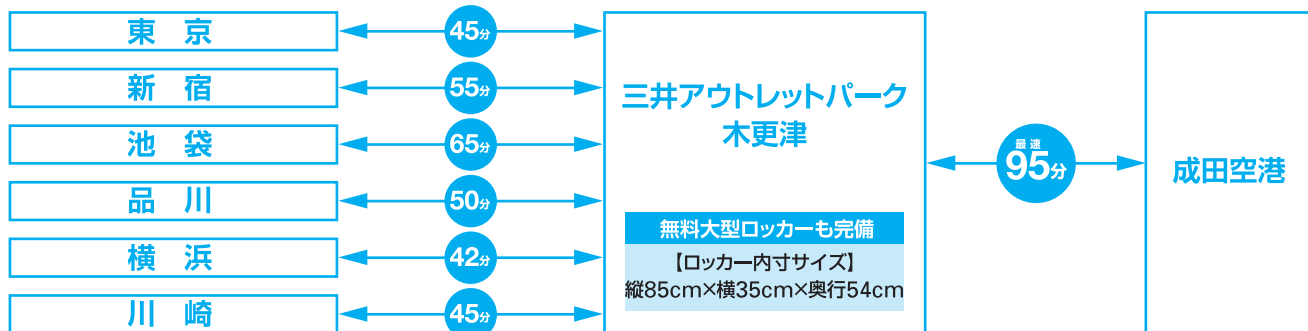 東京
45分
新宿
55分
池袋
65分
品川
50分
横浜
42分
川崎
45分
三井アウトレットパーク
木更津
無料大型ロッカーも完備
【ロッカー内寸サイズ】
縦85cm×横35cm×奥行54cm
最速
95分
成田空港